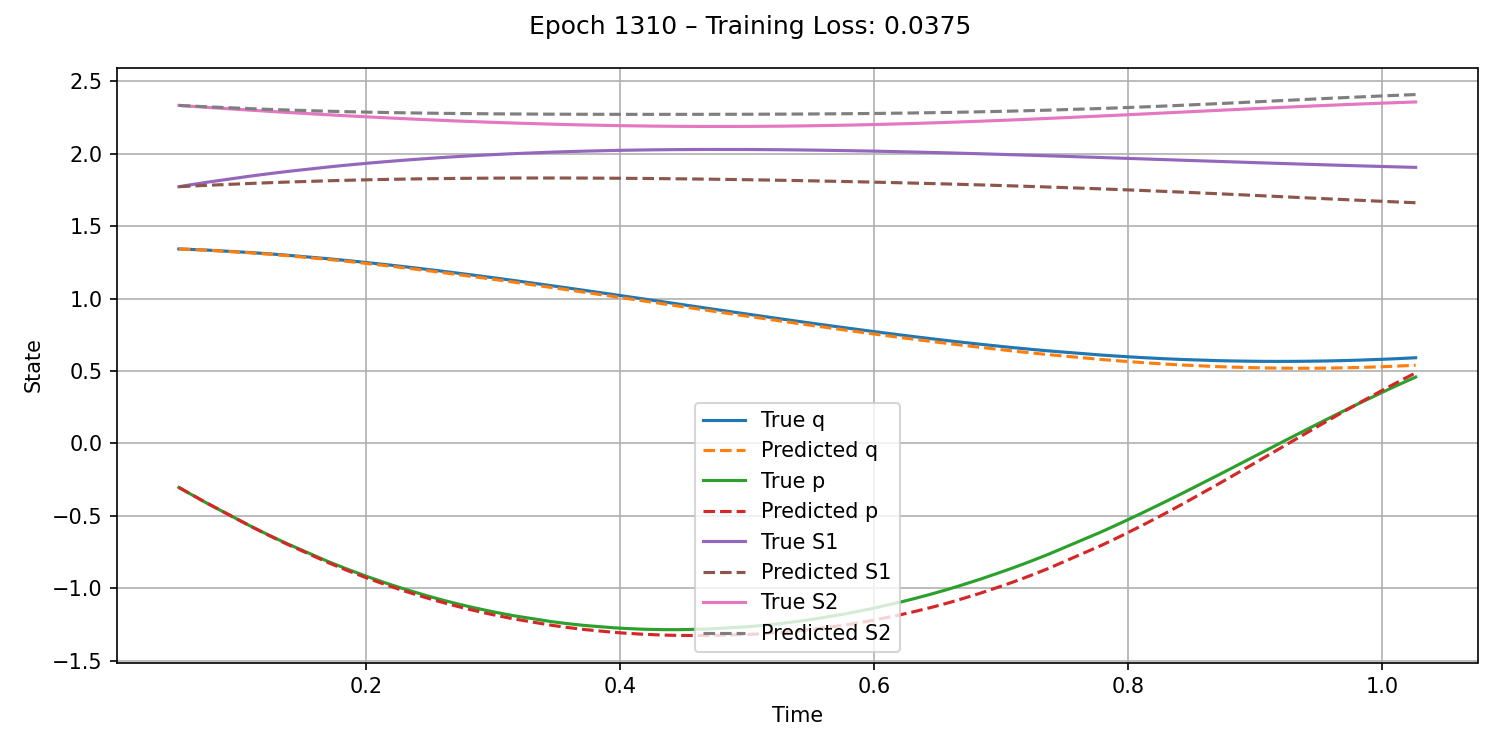 Epoch 1310 – Training Loss: 0.0375
State
2.5
2.0
1.5
1.0
0.5
0.0
−0.5
−1.0
−1.5
True q
Predicted q
True p
Predicted p
True S1
Predicted S1
True S2
Predicted S2
0.2 0.4 0.6 0.8 1.0
Time